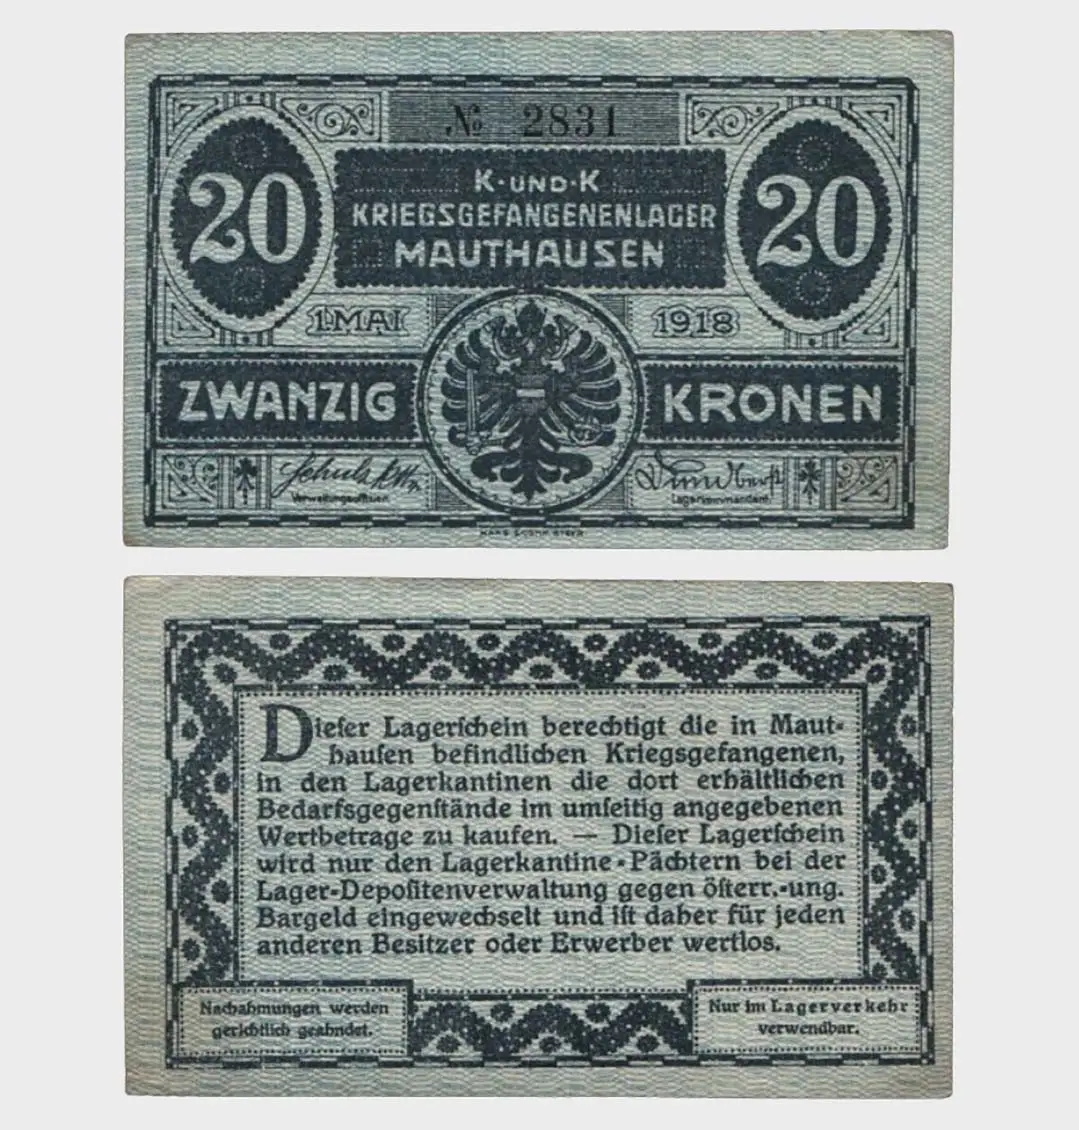 № 2831
20
K·UND·K
KRIEGSGEFANGENENLAGER
MAUTHAUSEN
20
1.MAI
1918
ZWANZIG
KRONEN
Verwaltungsoffizier.
Lagerkommandant.
Dieſer Lagerſchein berechtigt die in Maut-
hauſen befindlichen Kriegsgefangenen,
in den Lagerkantinen die dort erhältlichen
Bedarfsgegenſtände im umſeitig angegebenen
Wertbetrage zu kaufen. — Dieſer Lagerſchein
wird nur den Lagerkantine-Pächtern bei der
Lager-Depoſitenverwaltung gegen öſterr.-ung.
Bargeld eingewechselt und iſt daher für jeden
anderen Besitzer oder Erwerber wertlos.
Nachahmungen werden
gerichtlich geahndet.
Nur im Lagerverkehr
verwendbar.